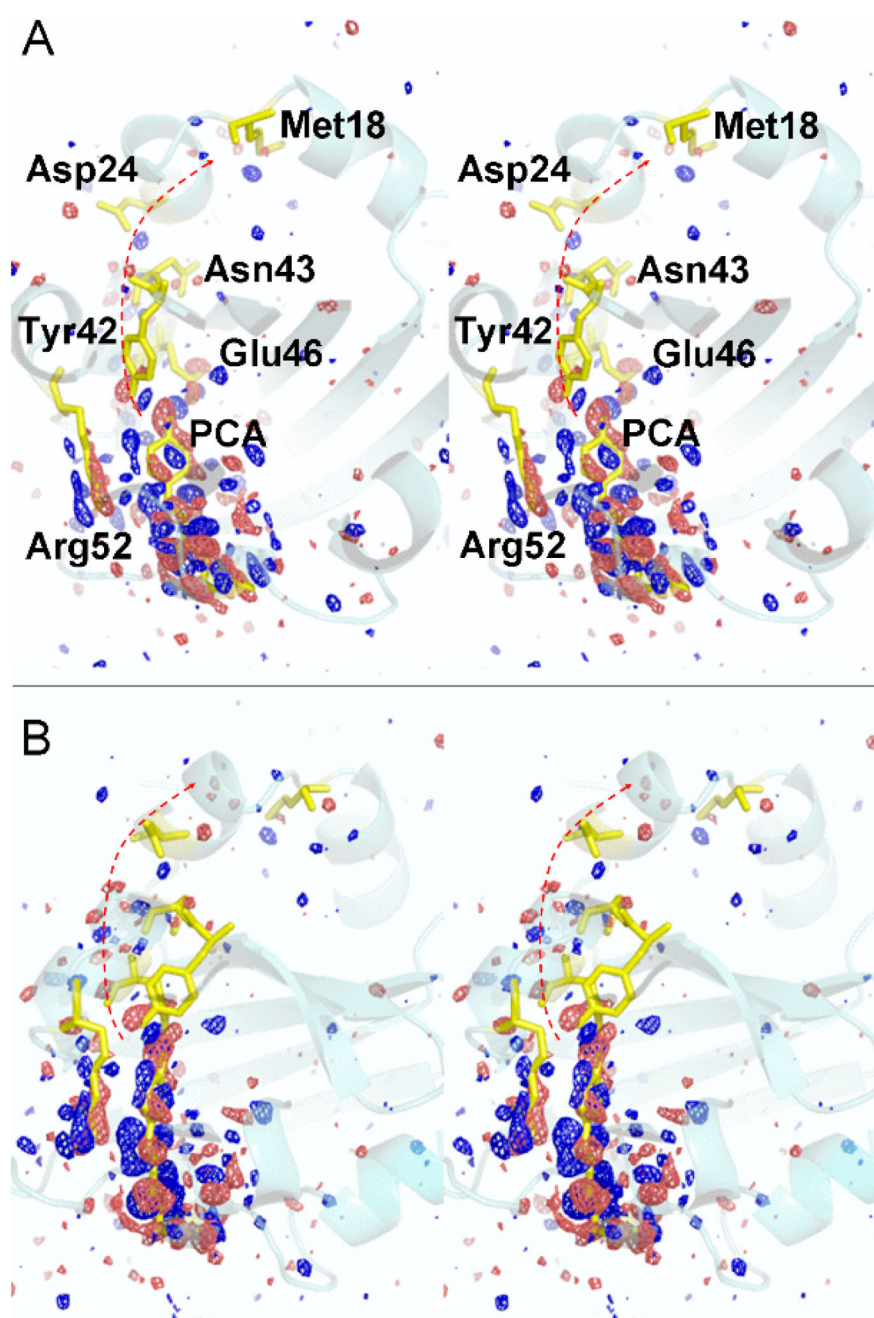 A
Met18 Met18
Asp24 Asp24
Asn43 Asn43
Tyr42 Tyr42
Glu46 Glu46
PCA PCA
Arg52 Arg52
B